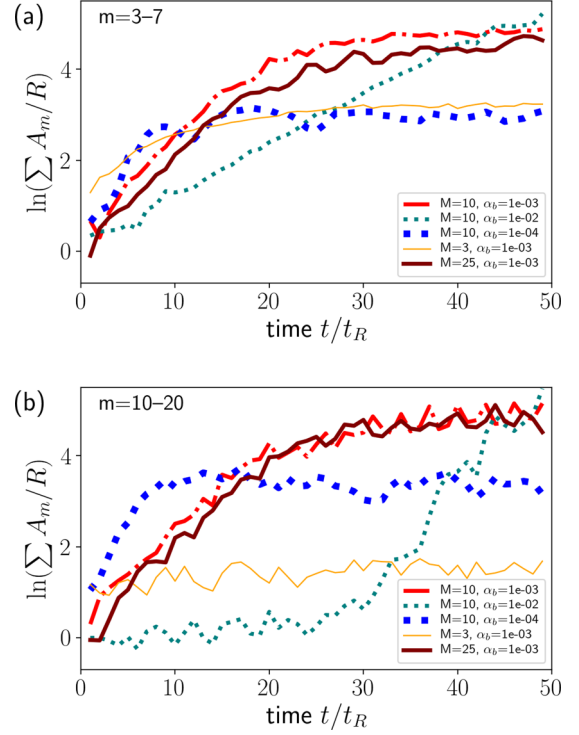 (a)
m=3–7
ln(∑ A_m/R)
4
2
0
M=10, α_b=1e-03
M=10, α_b=1e-02
M=10, α_b=1e-04
M=3, α_b=1e-03
M=25, α_b=1e-03
0 10 20 30 40 50
time t/t_R
(b)
m=10–20
ln(∑ A_m/R)
4
2
0
M=10, α_b=1e-03
M=10, α_b=1e-02
M=10, α_b=1e-04
M=3, α_b=1e-03
M=25, α_b=1e-03
0 10 20 30 40 50
time t/t_R